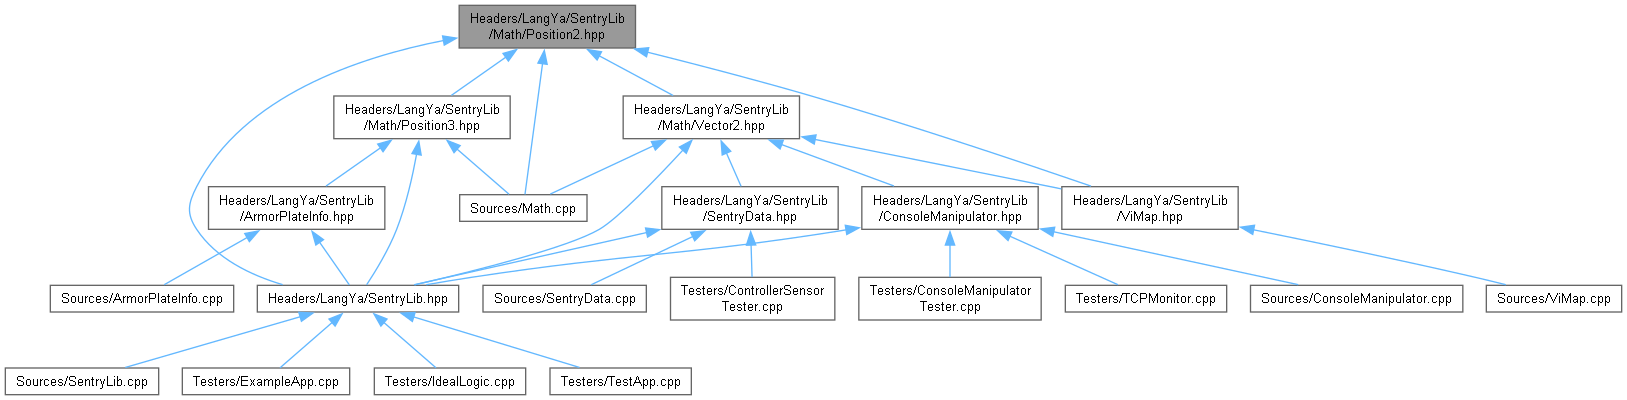 Headers/LangYa/SentryLib
/Math/Position2.hpp
Headers/LangYa/SentryLib
/Math/Position3.hpp
Headers/LangYa/SentryLib
/Math/Vector2.hpp
Headers/LangYa/SentryLib
/ArmorPlateInfo.hpp
Sources/Math.cpp
Headers/LangYa/SentryLib
/SentryData.hpp
Headers/LangYa/SentryLib
/ConsoleManipulator.hpp
Headers/LangYa/SentryLib
/ViMap.hpp
Sources/ArmorPlateInfo.cpp
Headers/LangYa/SentryLib.hpp
Sources/SentryData.cpp
Testers/ControllerSensor
Tester.cpp
Testers/ConsoleManipulator
Tester.cpp
Testers/TCPMonitor.cpp
Sources/ConsoleManipulator.cpp
Sources/ViMap.cpp
Sources/SentryLib.cpp
Testers/ExampleApp.cpp
Testers/IdealLogic.cpp
Testers/TestApp.cpp